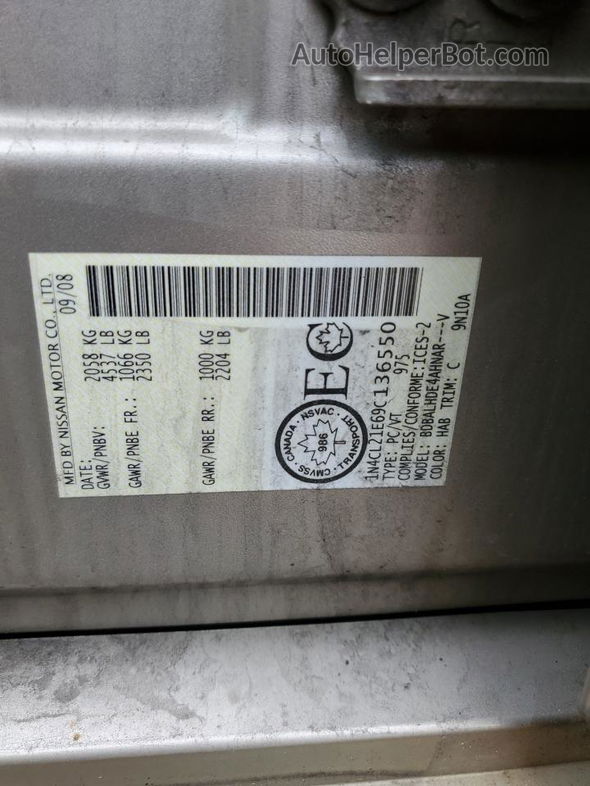 AutoHelperBot.com
MFD BY NISSAN MOTOR CO., LTD.
DATE: 09/08
GVWR/PNBV: 2058 KG
4537 LB
GAWR/PNBE FR.: 1066 KG
2350 LB
GAWR/PNBE RR.: 1000 KG
2204 LB
CANADA · NSVAC · TRANSPORT · CMVSS
986
T
EC
1N4CL21E69C136550
TYPE: PC/VT 975
COMPLIES/CONFORME:ICES-2
MODEL: BDBALHDE4AHNAR---V
COLOR: HAB TRIM: C 9N10A